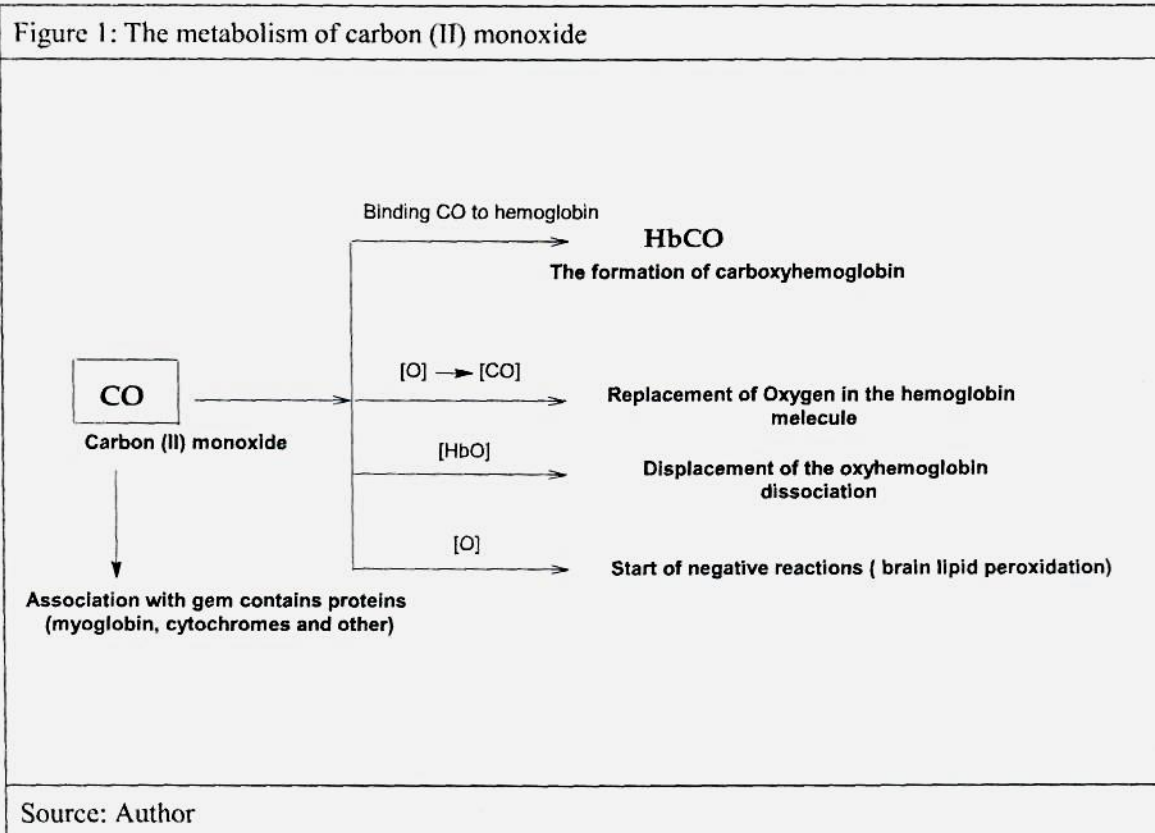 Figure 1: The metabolism of carbon (II) monoxide
Binding CO to hemoglobin
HbCO
The formation of carboxyhemoglobin
[O] → [CO]
Replacement of Oxygen in the hemoglobin
melecule
CO
Carbon (II) monoxide
[HbO]
Displacement of the oxyhemoglobin
dissociation
[O]
Start of negative reactions ( brain lipid peroxidation)
Association with gem contains proteins
(myoglobin, cytochromes and other)
Source: Author